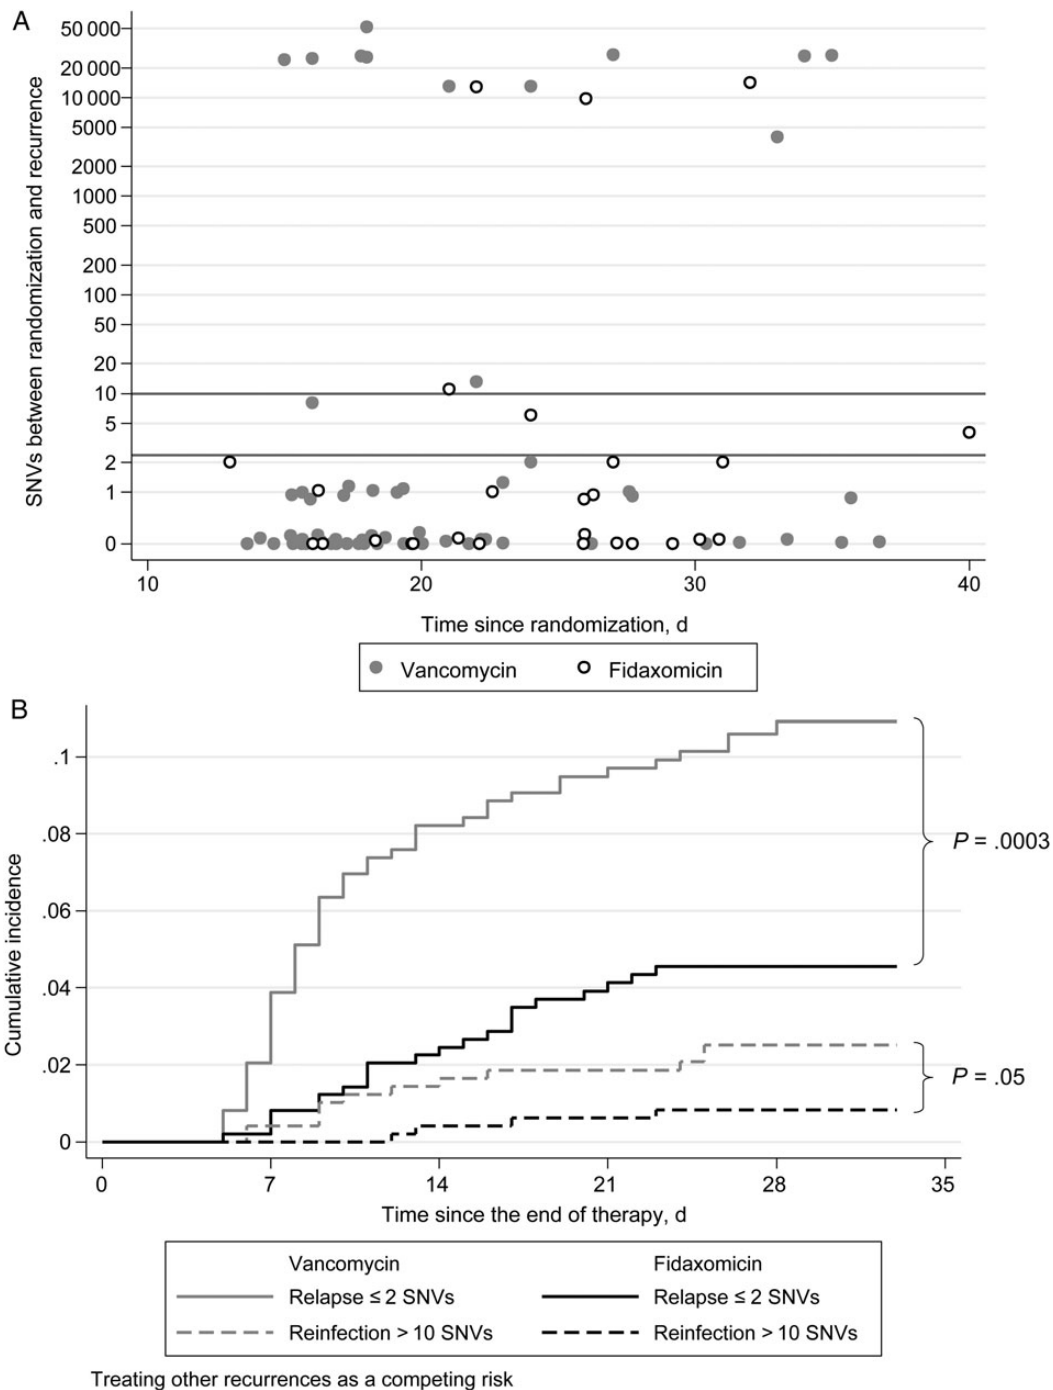 A
SNVs between randomization and recurrence
50 000
20 000
10 000
5000
2000
1000
500
200
100
50
20
10
5
2
1
0
10 20 30 40
Time since randomization, d
Vancomycin Fidaxomicin
B
Cumulative incidence
.1
.08
.06
.04
.02
0
P = .0003
P = .05
0 7 14 21 28 35
Time since the end of therapy, d
Vancomycin Fidaxomicin
Relapse ≤ 2 SNVs Relapse ≤ 2 SNVs
Reinfection > 10 SNVs Reinfection > 10 SNVs
Treating other recurrences as a competing risk